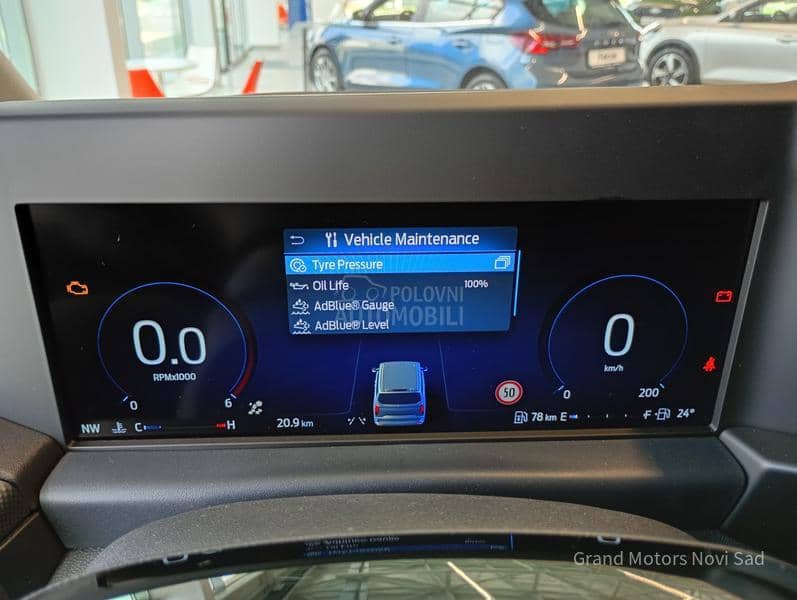 Vehicle Maintenance
Tyre Pressure
Oil Life 100%
AdBlue® Gauge
AdBlue® Level
POLOVNI
AUTOMOBILI
0.0
RPMx1000
0 6
0
km/h
0 200
50
NW C H 20.9 km 78 km E F 24°
Grand Motors Novi Sad